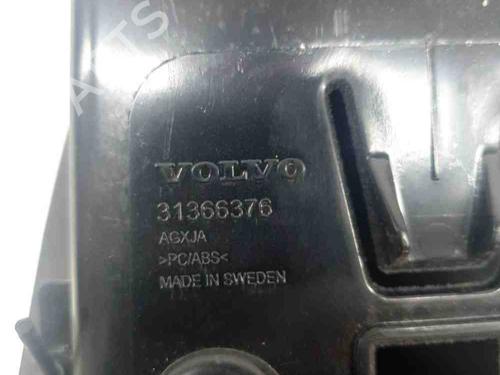 VOLVO
31366376
AGXJA
>PC/ABS<
MADE IN SWEDEN